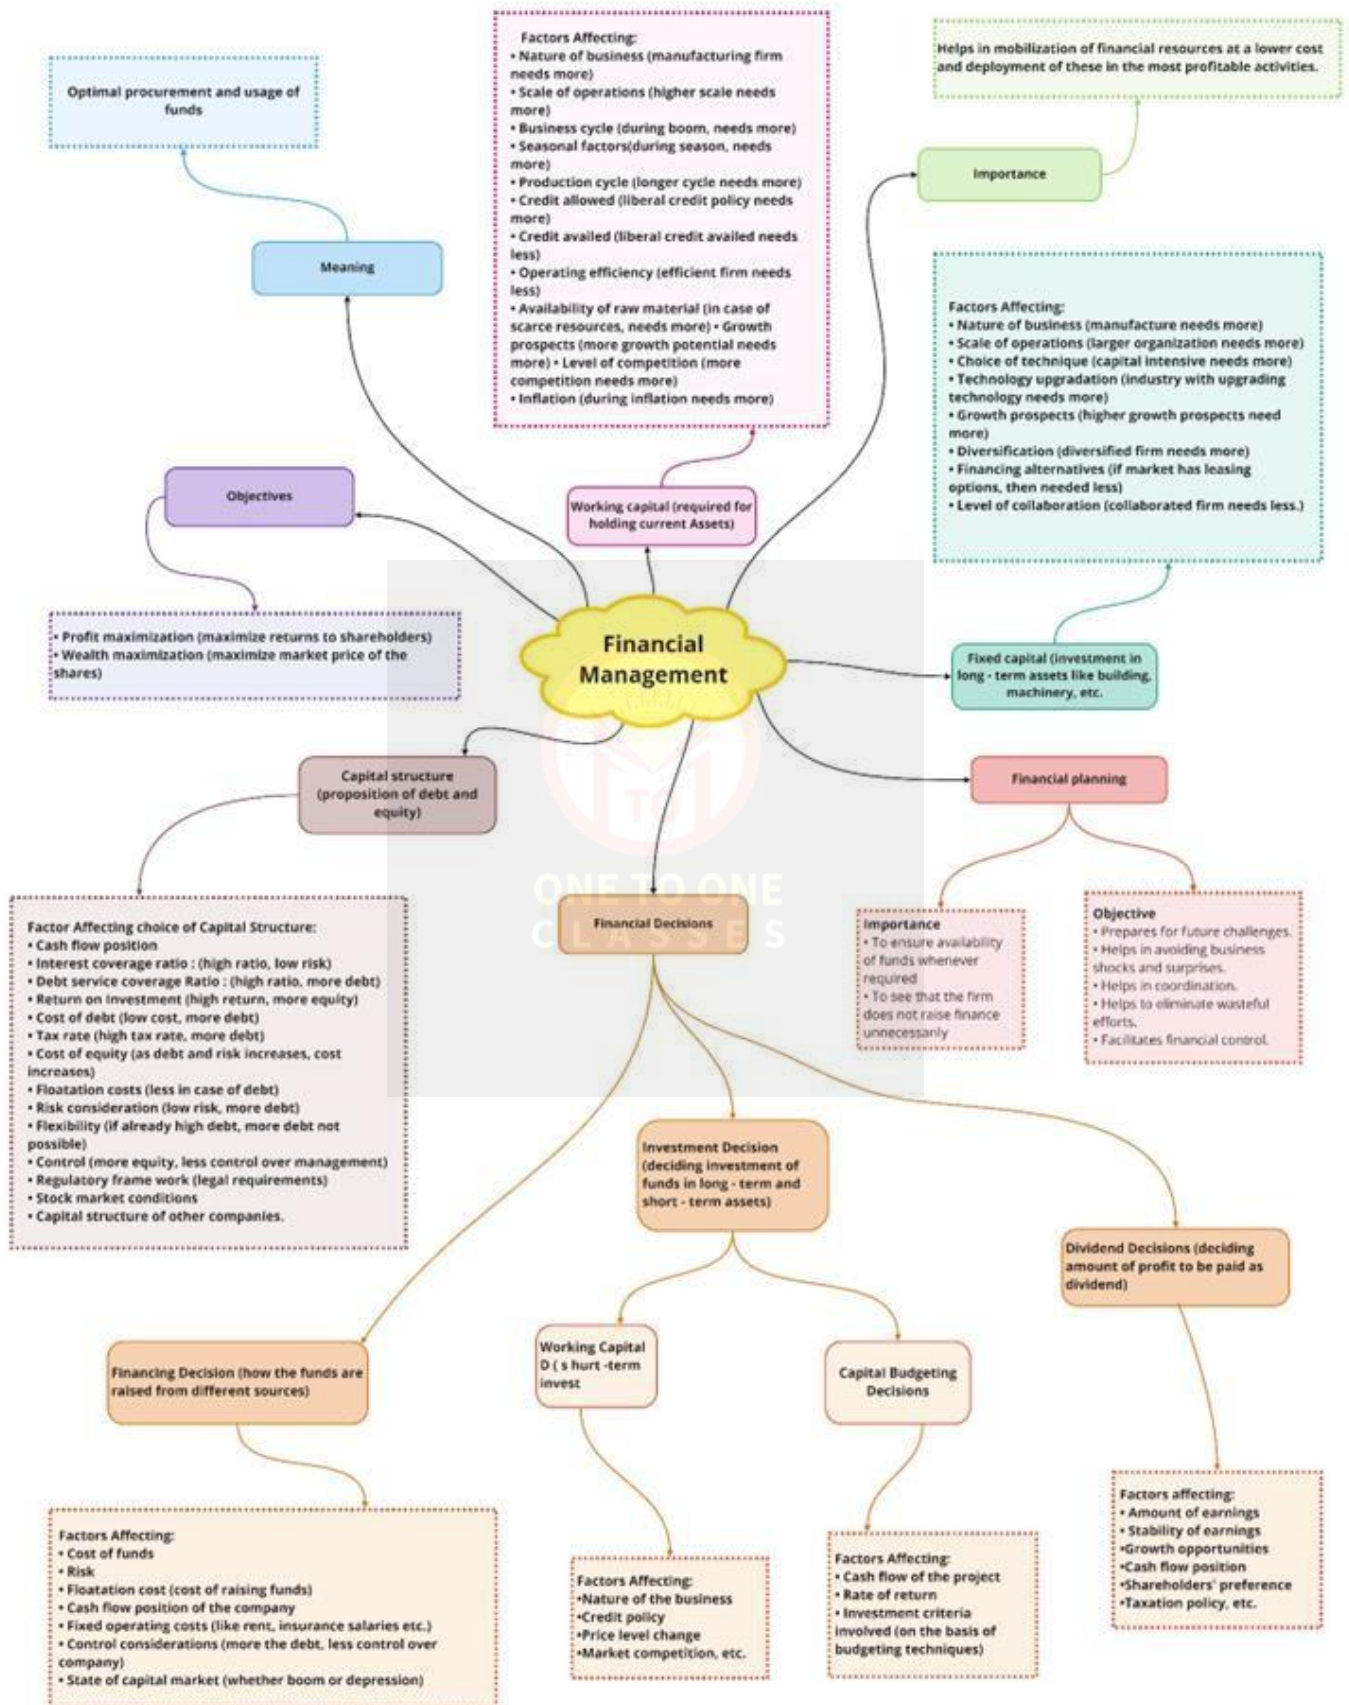 Factors Affecting:
• Nature of business (manufacturing firm
needs more)
• Scale of operations (higher scale needs
more)
• Business cycle (during boom, needs more)
• Seasonal factors(during season, needs
more)
• Production cycle (longer cycle needs more)
• Credit allowed (liberal credit policy needs
more)
• Credit availed (liberal credit availed needs
less)
• Operating efficiency (efficient firm needs
less)
• Availability of raw material (in case of
scarce resources, needs more) • Growth
prospects (more growth potential needs
more) • Level of competition (more
competition needs more)
• Inflation (during inflation needs more)
Helps in mobilization of financial resources at a lower cost
and deployment of these in the most profitable activities.
Optimal procurement and usage of
funds
Importance
Meaning
Factors Affecting:
• Nature of business (manufacture needs more)
• Scale of operations (larger organization needs more)
• Choice of technique (capital intensive needs more)
• Technology upgradation (industry with upgrading
technology needs more)
• Growth prospects (higher growth prospects need
more)
• Diversification (diversified firm needs more)
• Financing alternatives (if market has leasing
options, then needed less)
• Level of collaboration (collaborated firm needs less.)
Objectives
Working capital (required for
holding current Assets)
• Profit maximization (maximize returns to shareholders)
• Wealth maximization (maximize market price of the
shares)
Financial
Management
Fixed capital (investment in
long - term assets like building,
machinery, etc.
Capital structure
(proposition of debt and
equity)
Financial planning
TO
ONE TO ONE
CLASSES
Financial Decisions
Importance
• To ensure availability
of funds whenever
required
• To see that the firm
does not raise finance
unnecessarily
Objective
• Prepares for future challenges.
• Helps in avoiding business
shocks and surprises.
• Helps in coordination.
• Helps to eliminate wasteful
efforts.
• Facilitates financial control.
Factor Affecting choice of Capital Structure:
• Cash flow position
• Interest coverage ratio : (high ratio, low risk)
• Debt service coverage Ratio : (high ratio, more debt)
• Return on Investment (high return, more equity)
• Cost of debt (low cost, more debt)
• Tax rate (high tax rate, more debt)
• Cost of equity (as debt and risk increases, cost
increases)
• Floatation costs (less in case of debt)
• Risk consideration (low risk, more debt)
• Flexibility (if already high debt, more debt not
possible)
• Control (more equity, less control over management)
• Regulatory frame work (legal requirements)
• Stock market conditions
• Capital structure of other companies.
Investment Decision
(deciding investment of
funds in long - term and
short - term assets)
Dividend Decisions (deciding
amount of profit to be paid as
dividend)
Financing Decision (how the funds are
raised from different sources)
Working Capital
D ( s hurt -term
invest
Capital Budgeting
Decisions
Factors Affecting:
• Cost of funds
• Risk
• Floatation cost (cost of raising funds)
• Cash flow position of the company
• Fixed operating costs (like rent, insurance salaries etc.)
• Control considerations (more the debt, less control over
company)
• State of capital market (whether boom or depression)
Factors Affecting:
•Nature of the business
•Credit policy
•Price level change
•Market competition, etc.
Factors Affecting:
• Cash flow of the project
• Rate of return
• Investment criteria
involved (on the basis of
budgeting techniques)
Factors affecting:
• Amount of earnings
• Stability of earnings
•Growth opportunities
•Cash flow position
•Shareholders' preference
•Taxation policy, etc.